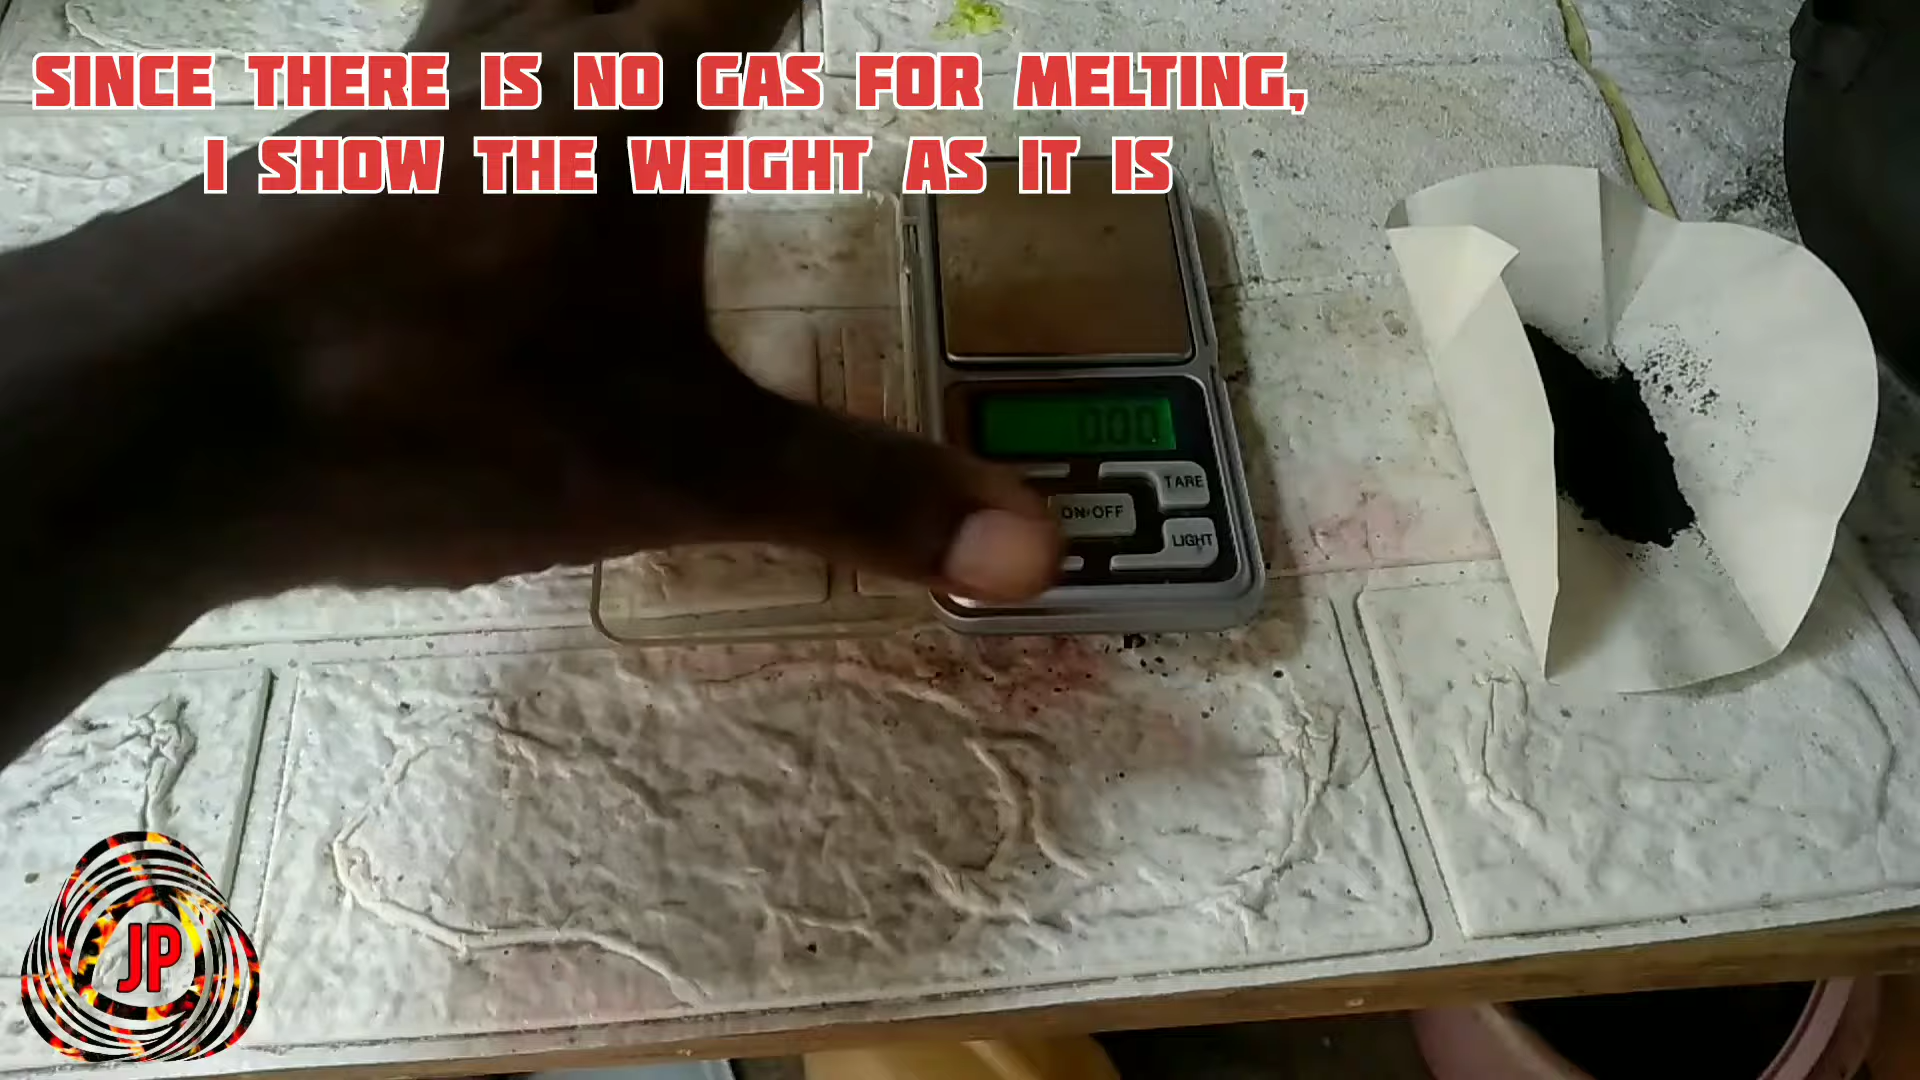 SINCE THERE IS NO GAS FOR MELTING,
I SHOW THE WEIGHT AS IT IS
0.00
TARE
ON·OFF
LIGHT
JP